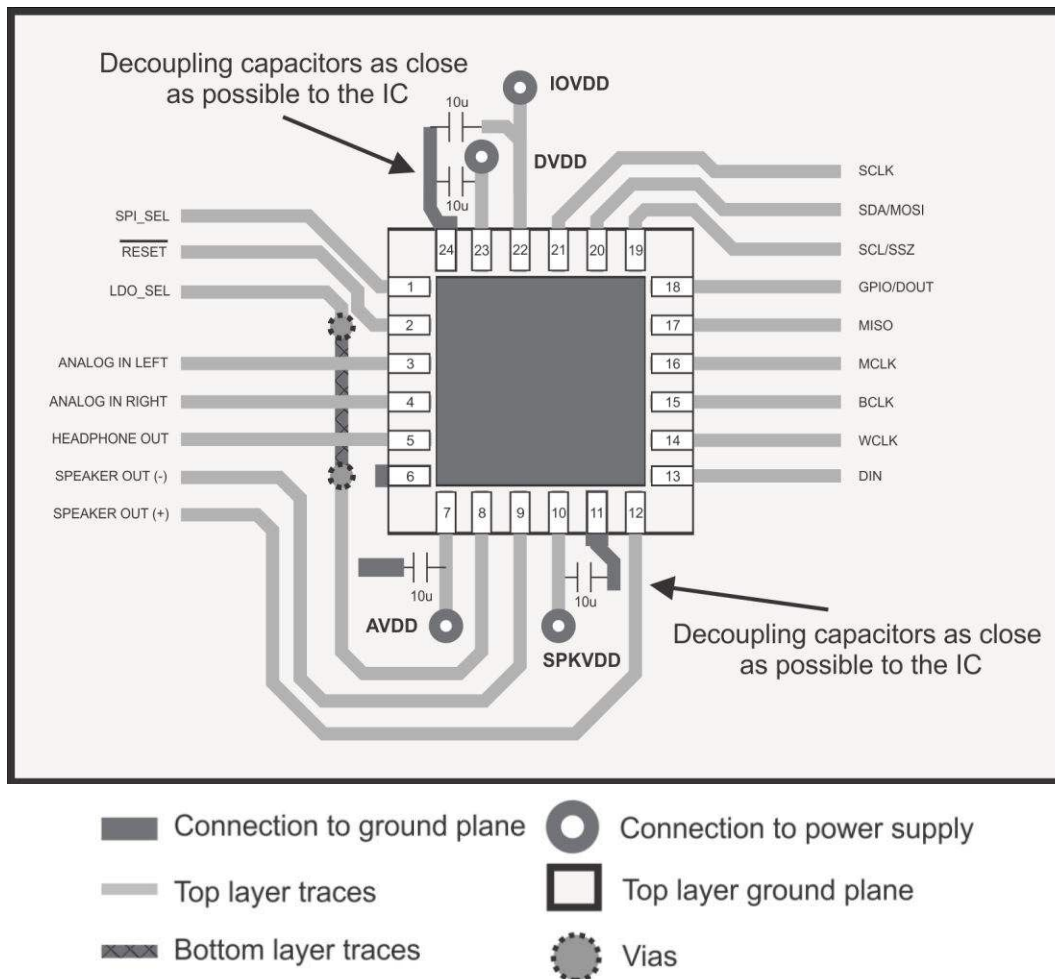 Decoupling capacitors as close
as possible to the IC
10u
IOVDD
DVDD
10u
SCLK
SDA/MOSI
SCL/SSZ
SPI_SEL
RESET
LDO_SEL
24 23 22 21 20 19
1
18
GPIO/DOUT
2
17
MISO
ANALOG IN LEFT
3
16
MCLK
ANALOG IN RIGHT
4
15
BCLK
HEADPHONE OUT
5
14
WCLK
SPEAKER OUT (-)
6
13
DIN
SPEAKER OUT (+)
7 8 9 10 11 12
10u
10u
AVDD
SPKVDD
Decoupling capacitors as close
as possible to the IC
Connection to ground plane
Connection to power supply
Top layer traces
Top layer ground plane
Bottom layer traces
Vias